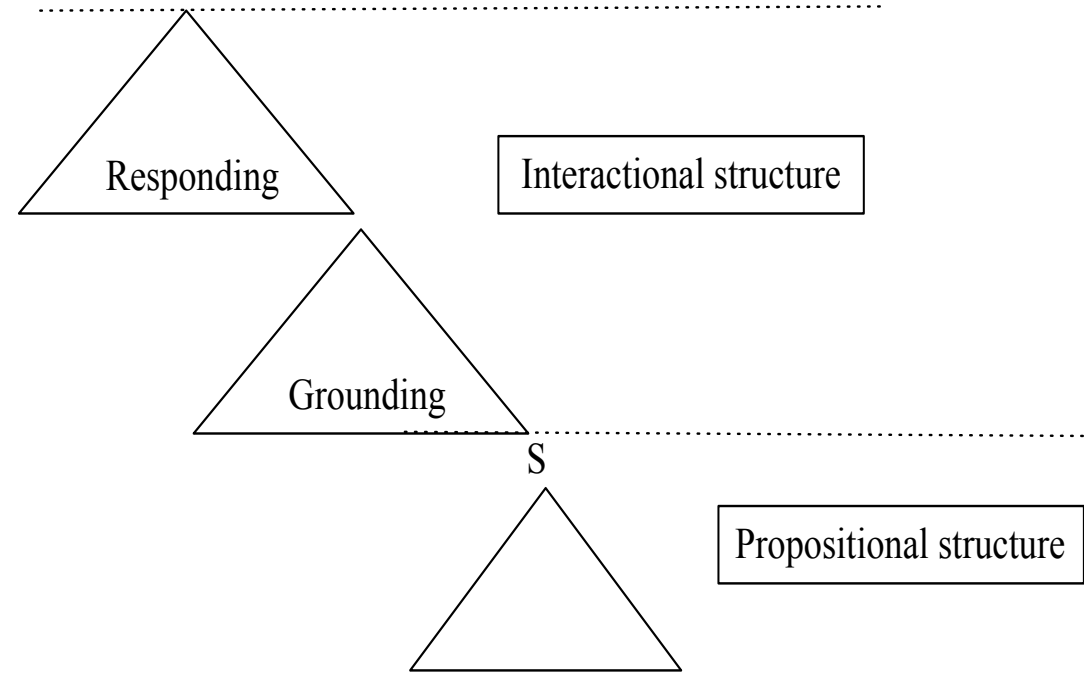 Responding
Interactional structure
Grounding
S
Propositional structure